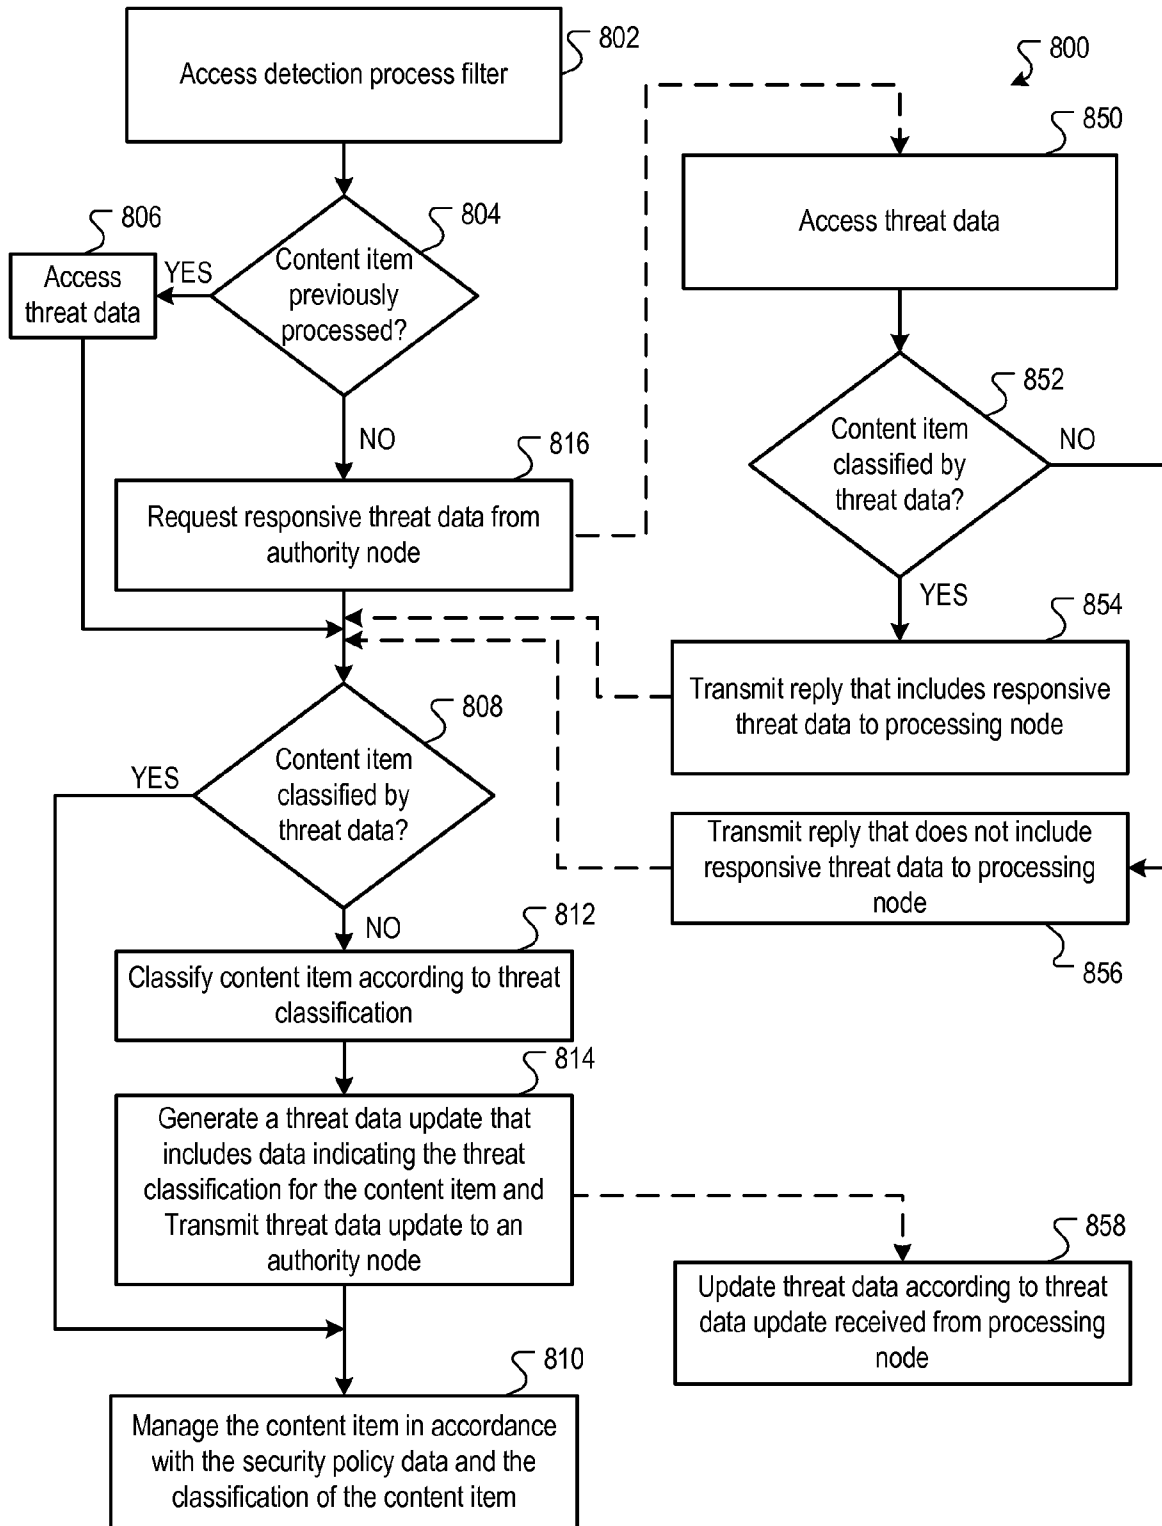 802
Access detection process filter
800
850
Access threat data
806
804
Access
threat data
YES
Content item
previously
processed?
852
Content item
classified by
threat data?
NO
NO
816
Request responsive threat data from
authority node
YES
854
Transmit reply that includes responsive
threat data to processing node
808
Content item
classified by
threat data?
YES
Transmit reply that does not include
responsive threat data to processing
node
856
NO
812
Classify content item according to threat
classification
814
Generate a threat data update that
includes data indicating the threat
classification for the content item and
Transmit threat data update to an
authority node
858
Update threat data according to threat
data update received from processing
node
810
Manage the content item in accordance
with the security policy data and the
classification of the content item